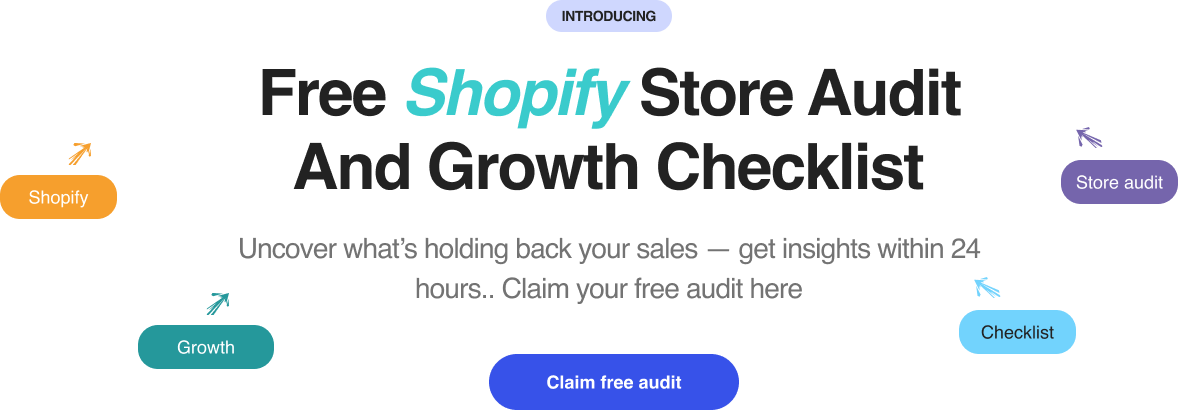 INTRODUCING
Free Shopify Store Audit
And Growth Checklist
Shopify
Store audit
Uncover what’s holding back your sales — get insights within 24
hours.. Claim your free audit here
Growth
Checklist
Claim free audit